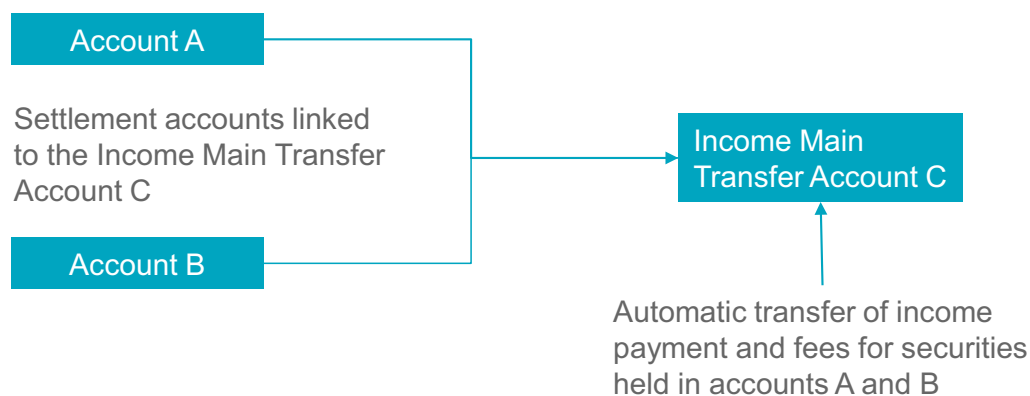 Account A
Settlement accounts linked
to the Income Main Transfer
Account C
Account B
Income Main
Transfer Account C
Automatic transfer of income
payment and fees for securities
held in accounts A and B